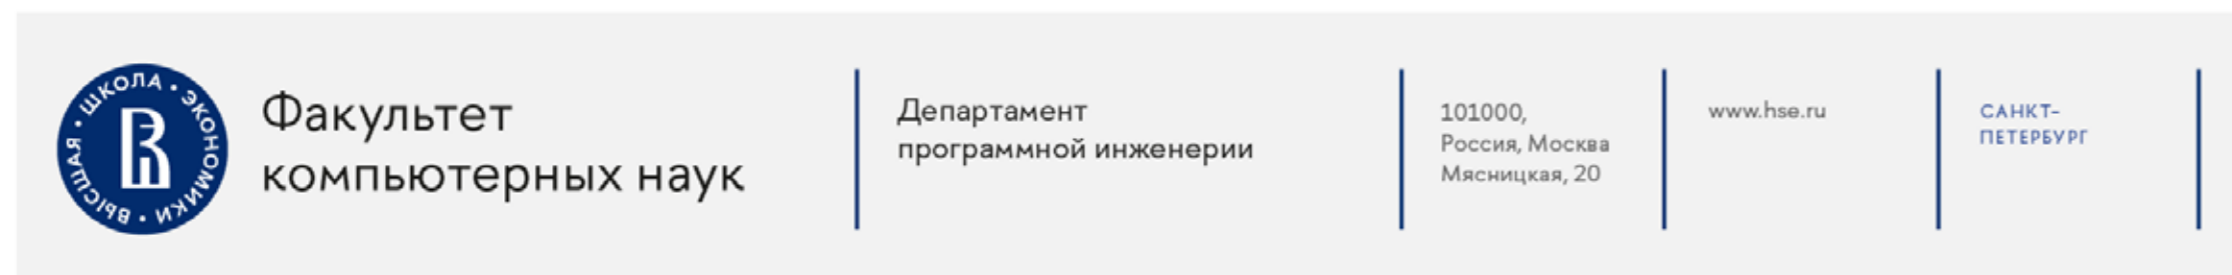 ВЫСШАЯ • ШКОЛА • ЭКОНОМИКИ •
Факультет
компьютерных наук
Департамент
программной инженерии
101000,
Россия, Москва
Мясницкая, 20
www.hse.ru
САНКТ-
ПЕТЕРБУРГ